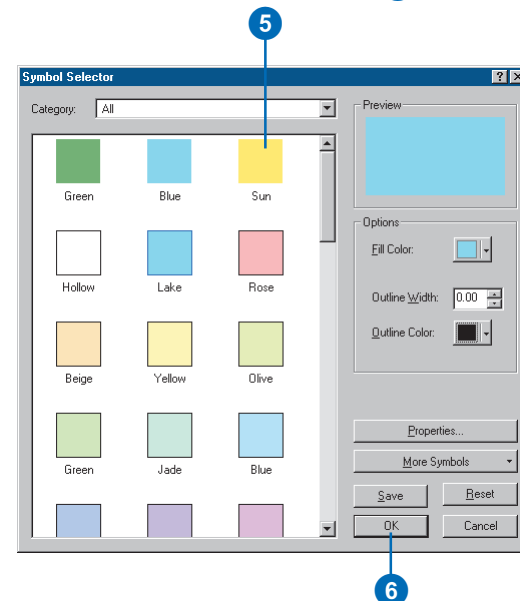 5
Symbol Selector
Category: All
Green Blue Sun
Hollow Lake Rose
Beige Yellow Olive
Green Jade Blue
Preview
Options
Fill Color:
Outline Width: 0.00
Outline Color:
Properties...
More Symbols
Save Reset
OK Cancel
6